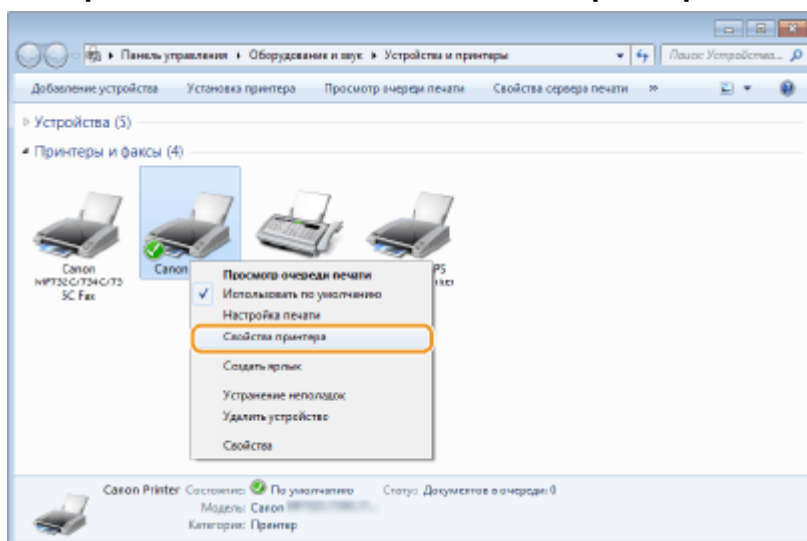 Панель управления ▸ Оборудование и звук ▸ Устройства и принтеры
Поиск: Устройства...
Добавление устройства Установка принтера Просмотр очереди печати Свойства сервера печати »
Устройства (5)
Принтеры и факсы (4)
Canon
MF732C/734C/73
5C Fax
Canon
PS
Просмотр очереди печати
Использовать по умолчанию
Настройка печати
Свойства принтера
Создать ярлык
Устранение неполадок
Удалить устройство
Свойства
Canon Printer Состояние: По умолчанию Статус: Документов в очереди: 0
Модель: Canon
Категория: Принтер